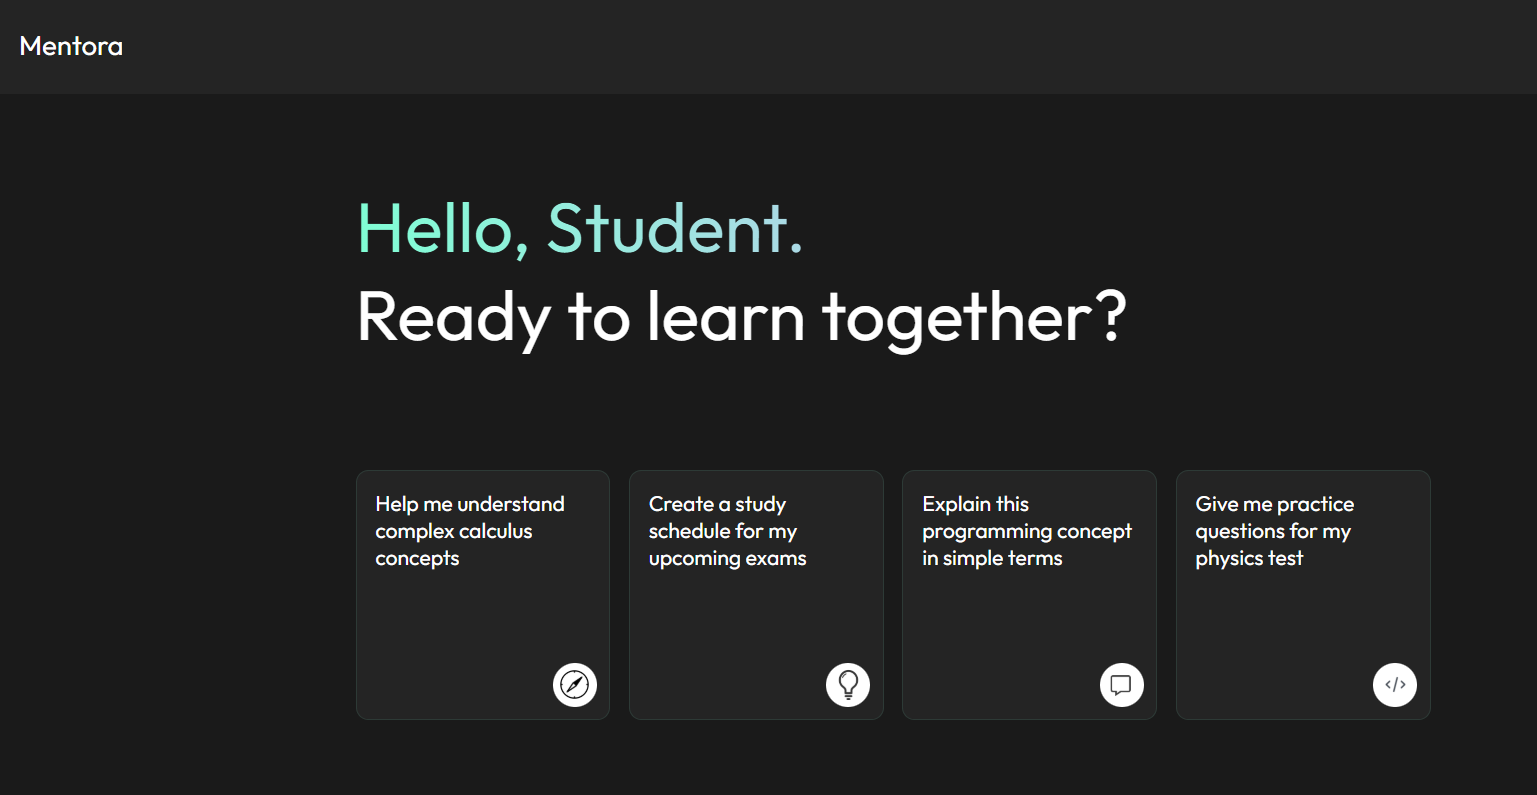 Mentora
Hello, Student.
Ready to learn together?
Help me understand
complex calculus
concepts
Create a study
schedule for my
upcoming exams
Explain this
programming concept
in simple terms
Give me practice
questions for my
physics test